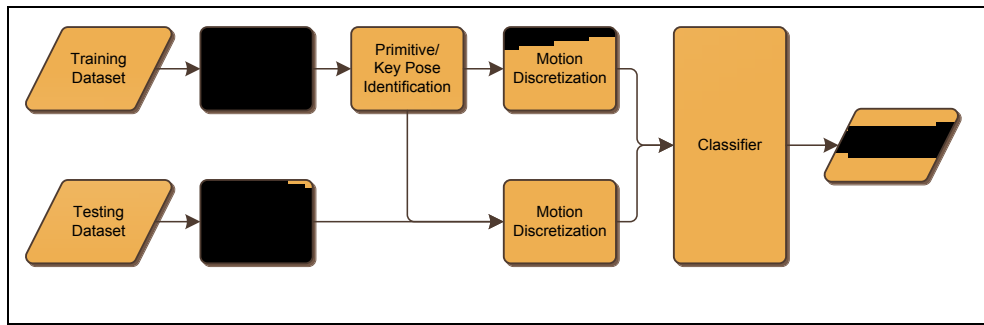 Training
Dataset
Primitive/
Key Pose
Identification
Motion
Discretization
Classifier
Testing
Dataset
Motion
Discretization